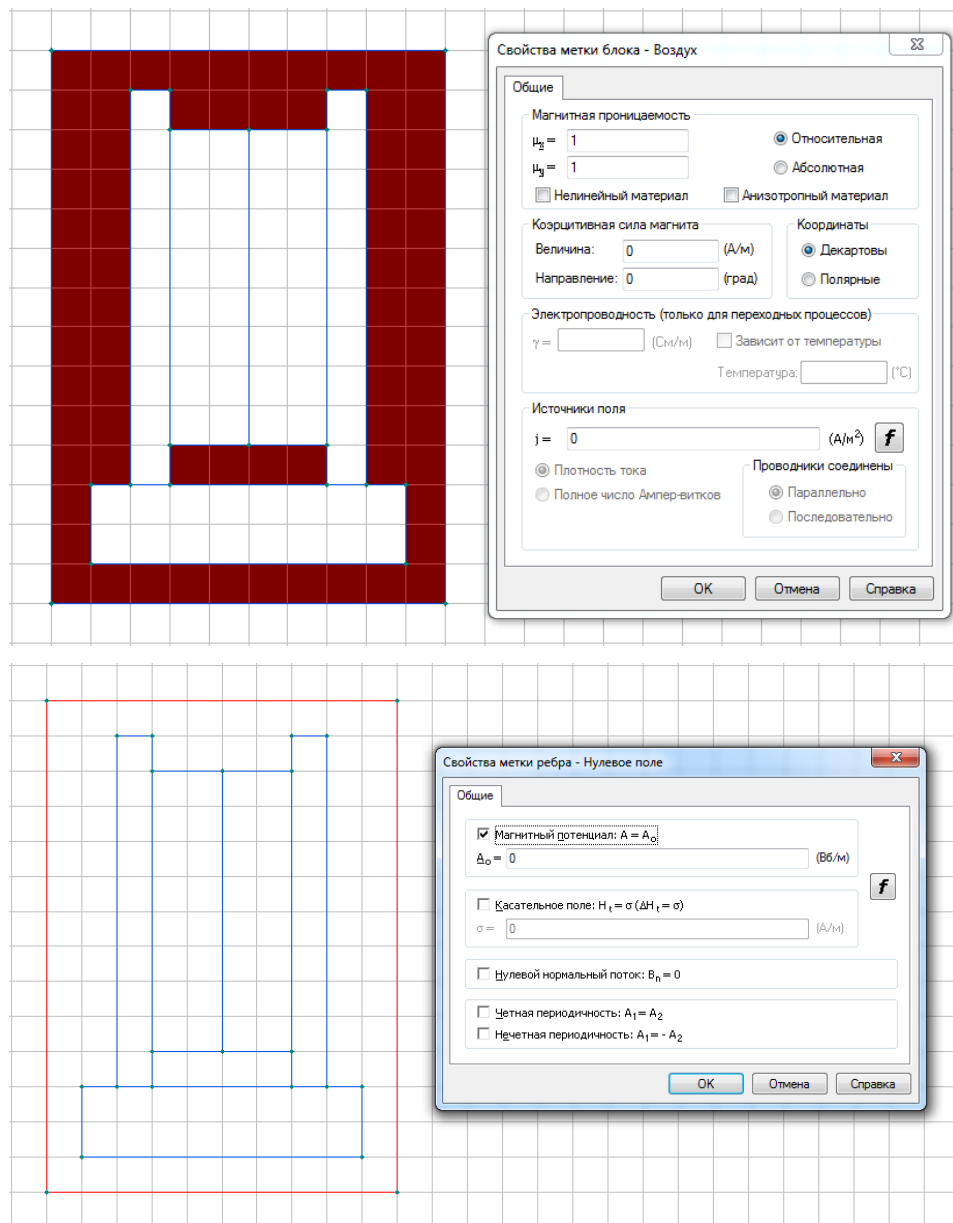 Свойства метки блока - Воздух
Общие
Магнитная проницаемость
μx = 1
Относительная
μy = 1
Абсолютная
Нелинейный материал
Анизотропный материал
Коэрцитивная сила магнита
Координаты
Величина: 0 (А/м)
Декартовы
Направление: 0 (град)
Полярные
Электропроводность (только для переходных процессов)
γ = (См/м)
Зависит от температуры
Температура: (°C)
Источники поля
j = 0 (А/м²) f
Плотность тока
Проводники соединены
Полное число Ампер-витков
Параллельно
Последовательно
ОК Отмена Справка
Свойства метки ребра - Нулевое поле
Общие
Магнитный потенциал: A = Aₒ
Aₒ = 0 (Вб/м)
f
Касательное поле: H t = σ (ΔH t = σ)
σ = 0 (А/м)
Нулевой нормальный поток: Bn = 0
Четная периодичность: A₁ = A₂
Нечетная периодичность: A₁ = - A₂
ОК Отмена Справка